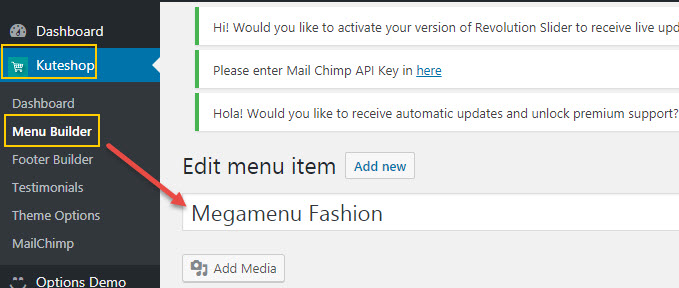 Dashboard
Kuteshop
Dashboard
Menu Builder
Footer Builder
Testimonials
Theme Options
MailChimp
Options Demo
Hi! Would you like to activate your version of Revolution Slider to receive live upd
Please enter Mail Chimp API Key in here
Hola! Would you like to receive automatic updates and unlock premium support?
Edit menu item Add new
Megamenu Fashion
Add Media